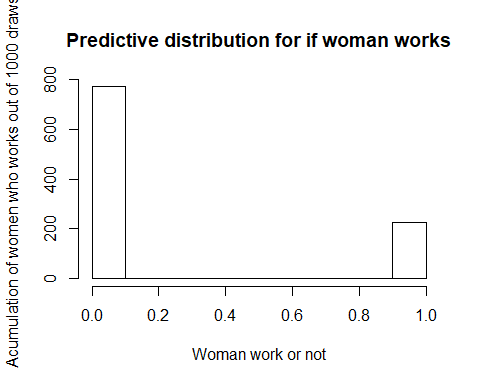 Predictive distribution for if woman works
Acumulation of women who works out of 1000 draws
800
600
400
200
0
0.0 0.2 0.4 0.6 0.8 1.0
Woman work or not